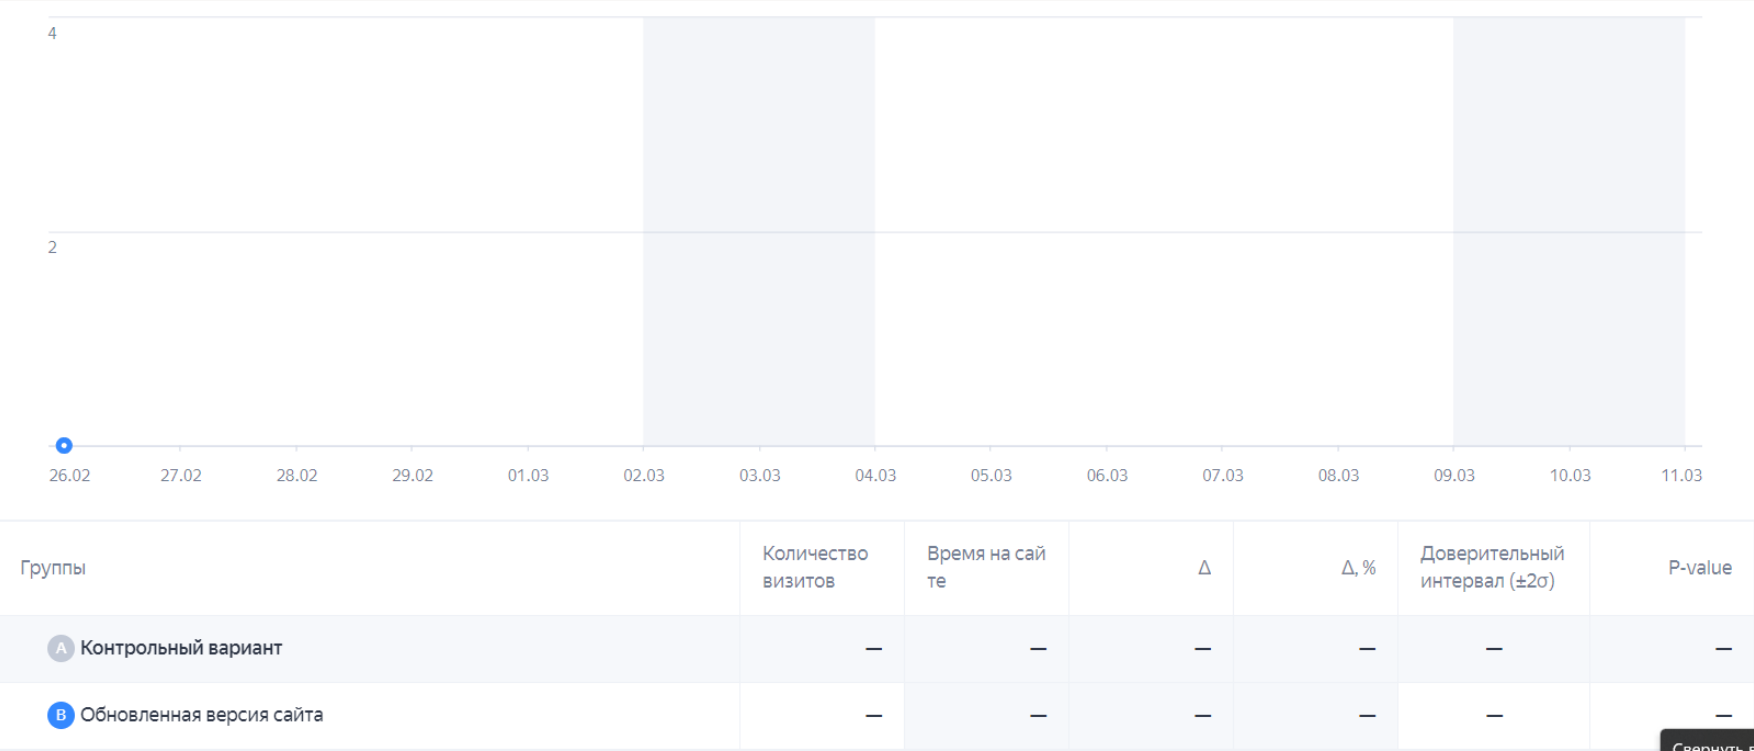 4
2
26.02 27.02 28.02 29.02 01.03 02.03 03.03 04.03 05.03 06.03 07.03 08.03 09.03 10.03 11.03
Группы
Количество
визитов
Время на сай
те
Δ
Δ, %
Доверительный
интервал (±2σ)
P-value
A Контрольный вариант — — — — — —
B Обновленная версия сайта — — — — — —
Свернуть